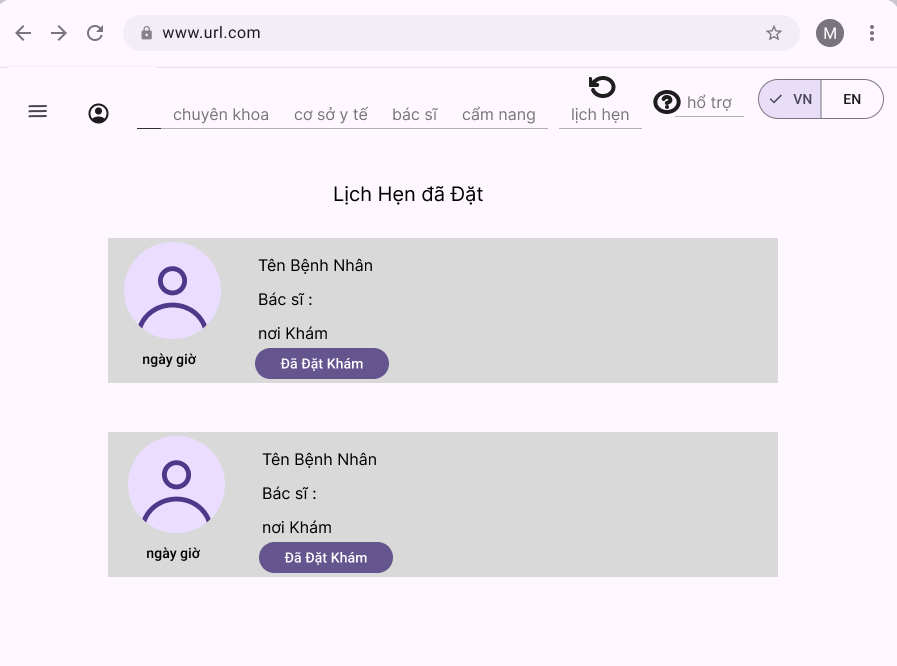 www.url.com
M
chuyên khoa cơ sở y tế bác sĩ cẩm nang lịch hẹn hổ trợ VN EN
Lịch Hẹn đã Đặt
Tên Bệnh Nhân
Bác sĩ :
nơi Khám
ngày giờ
Đã Đặt Khám
Tên Bệnh Nhân
Bác sĩ :
nơi Khám
ngày giờ
Đã Đặt Khám